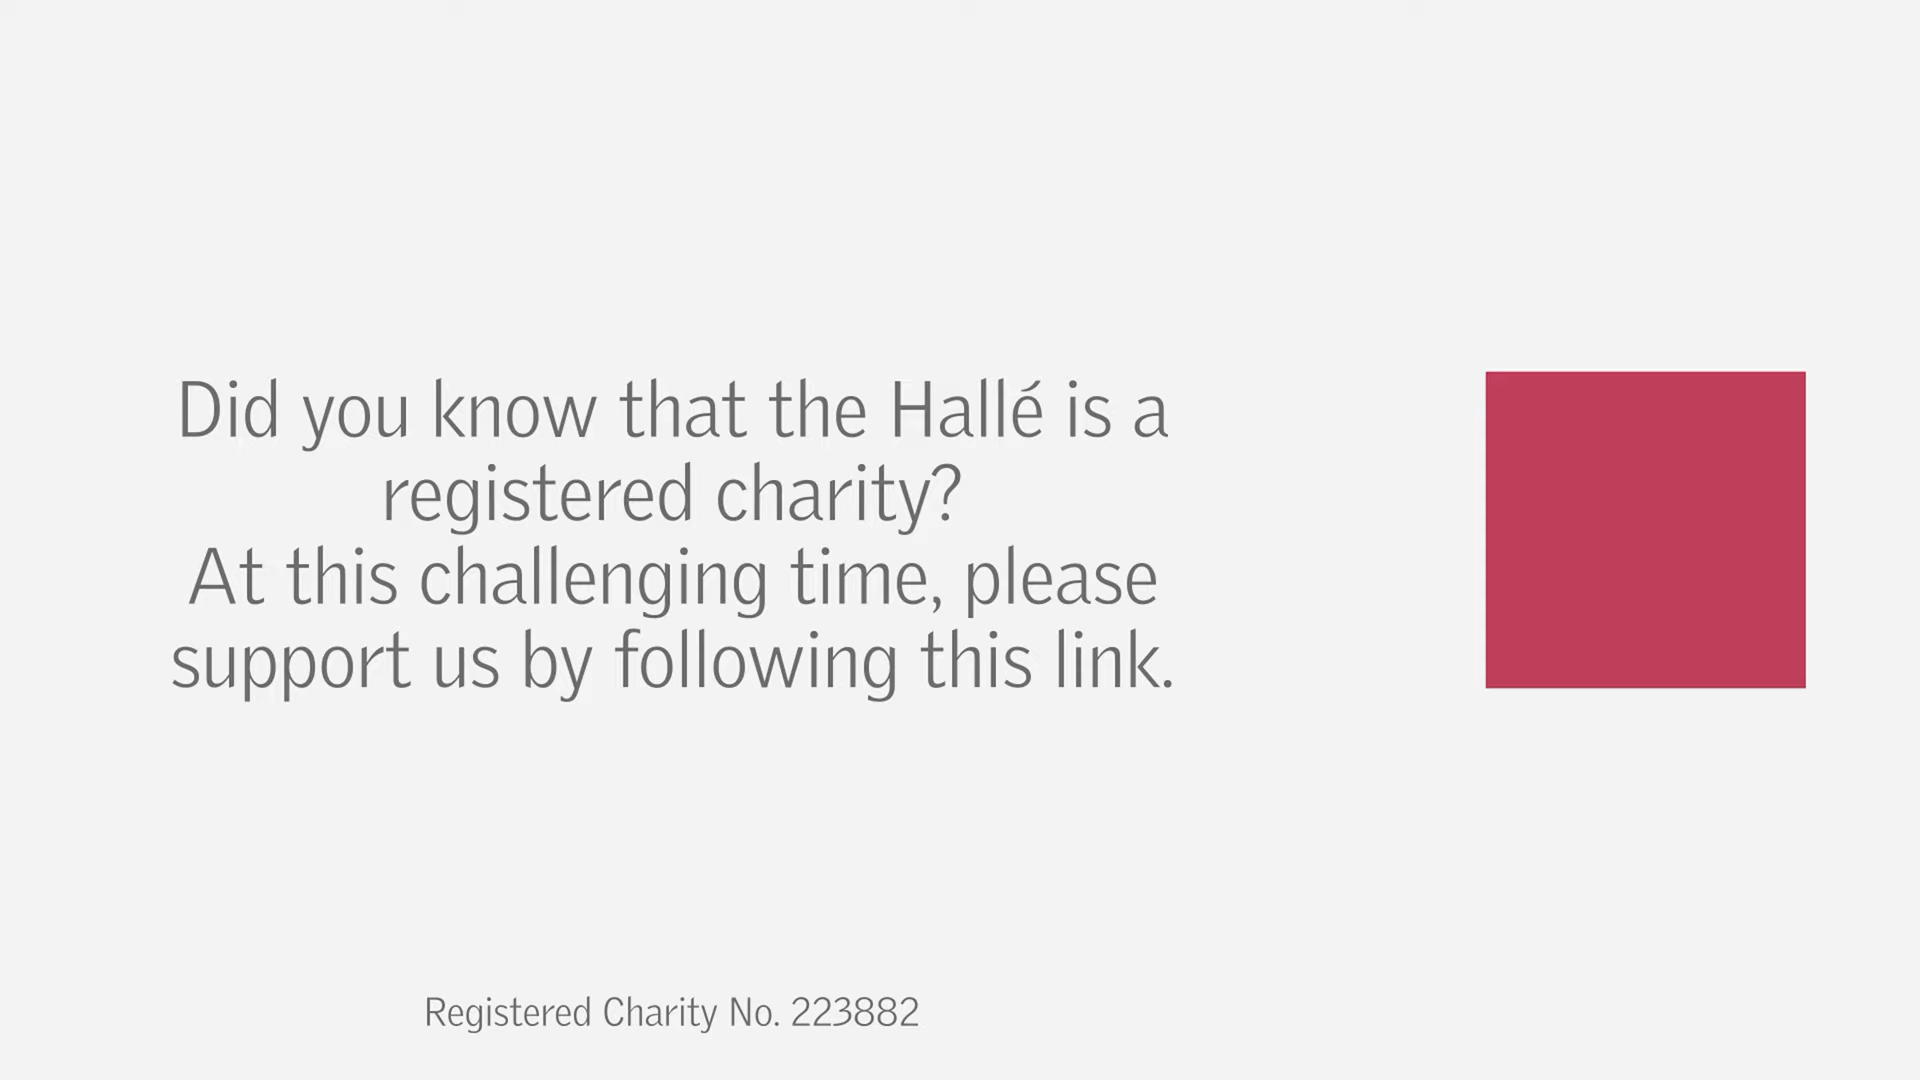 Did you know that the Hallé is a
registered charity?
At this challenging time, please
support us by following this link.
Registered Charity No. 223882